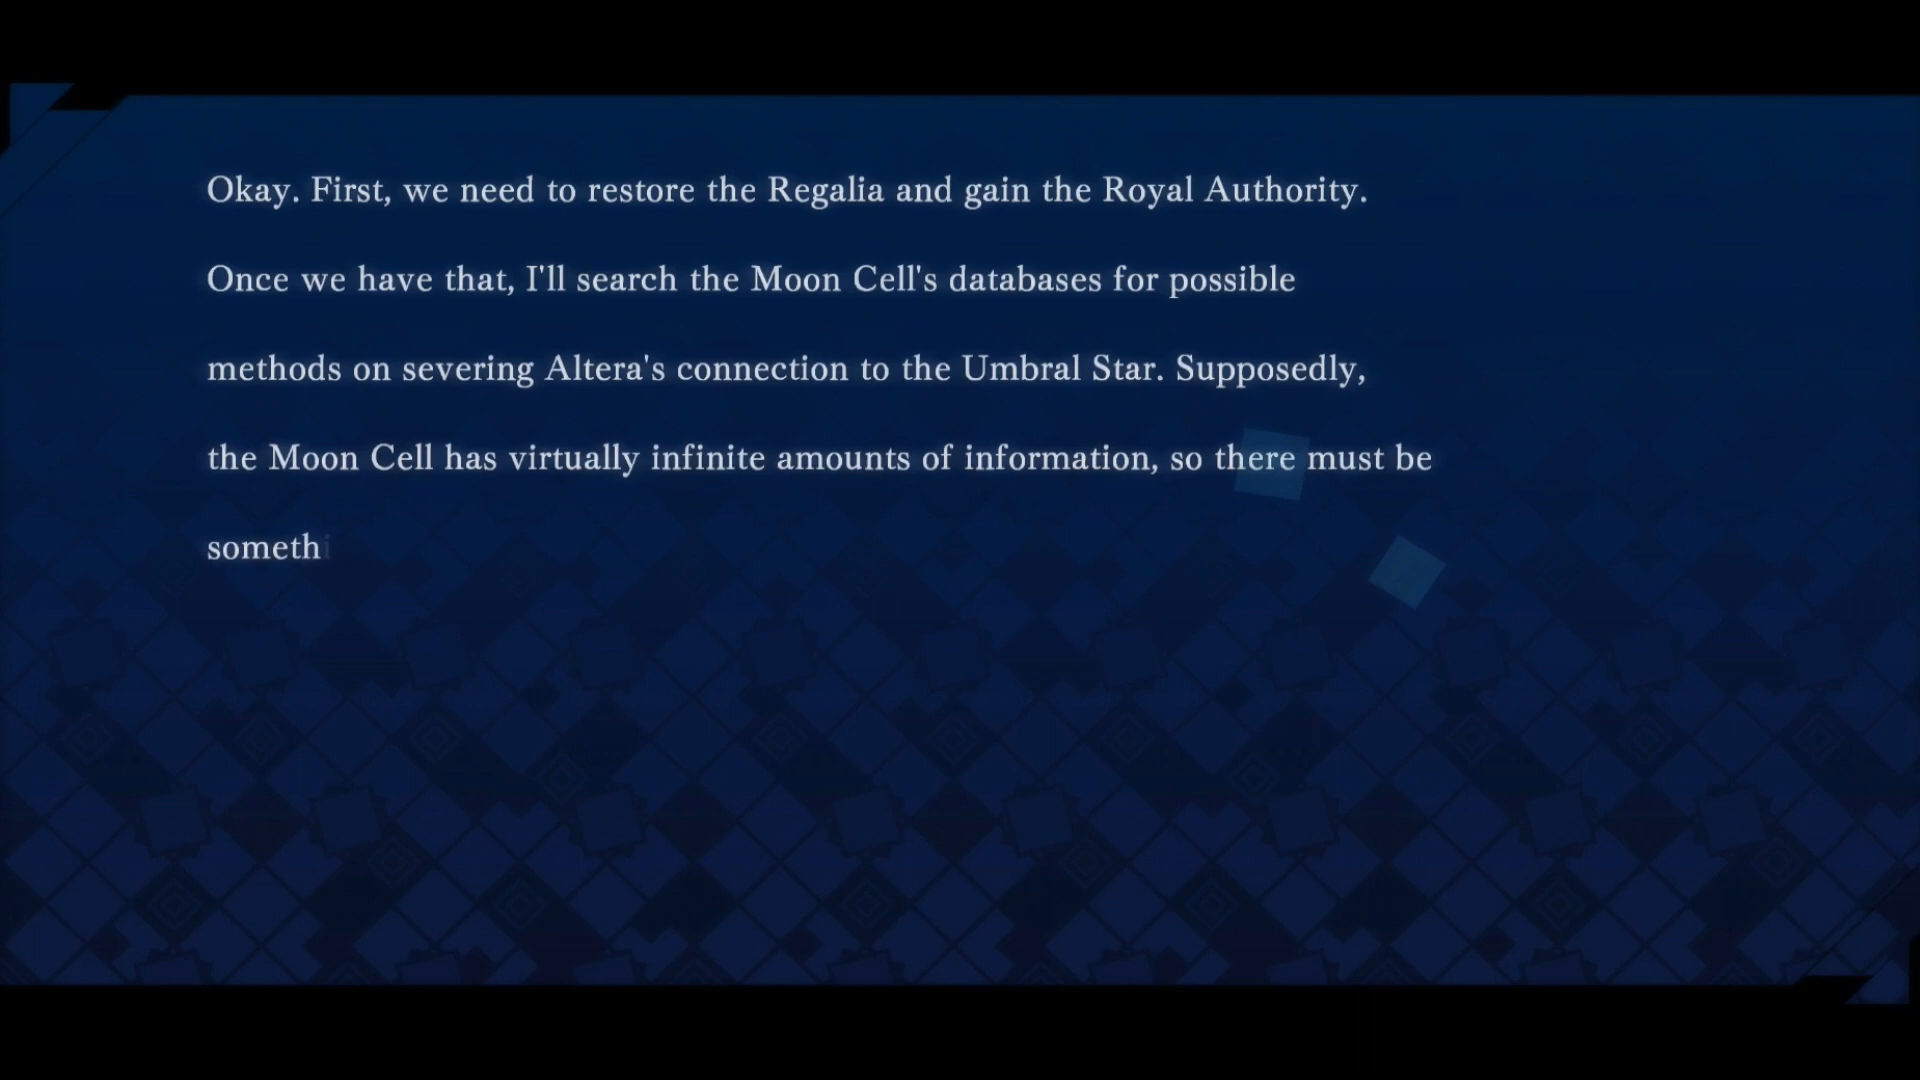 Okay. First, we need to restore the Regalia and gain the Royal Authority.
Once we have that, I'll search the Moon Cell's databases for possible
methods on severing Altera's connection to the Umbral Star. Supposedly,
the Moon Cell has virtually infinite amounts of information, so there must be
somethi